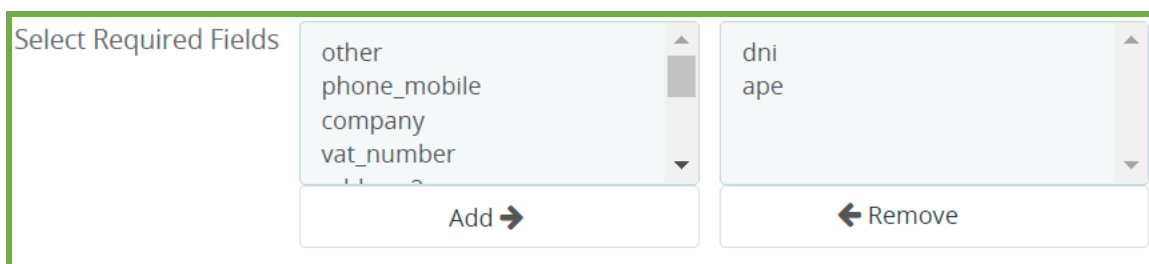 Select Required Fields
other
phone_mobile
company
vat_number
dni
ape
Add
Remove